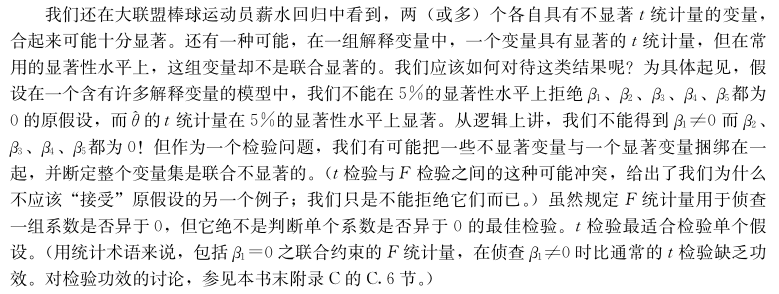 我们还在大联盟棒球运动员薪水回归中看到，两（或多）个各自具有不显著 t 统计量的变量，
合起来可能十分显著。还有一种可能，在一组解释变量中，一个变量具有显著的 t 统计量，但在常
用的显著性水平上，这组变量却不是联合显著的。我们应该如何对待这类结果呢？为具体起见，假
设在一个含有许多解释变量的模型中，我们不能在 5%的显著性水平上拒绝 β₁、β₂、β₃、β₄、β₅都为
0 的原假设，而 θ̂ 的 t 统计量在 5%的显著性水平上显著。从逻辑上讲，我们不能得到 β₁≠0 而 β₂、
β₃、β₄、β₅都为 0！但作为一个检验问题，我们有可能把一些不显著变量与一个显著变量捆绑在一
起，并断定整个变量集是联合不显著的。（t 检验与 F 检验之间的这种可能冲突，给出了我们为什么
不应该“接受”原假设的另一个例子；我们只是不能拒绝它们而已。）虽然规定 F 统计量用于侦查
一组系数是否异于 0，但它绝不是判断单个系数是否异于 0 的最佳检验。t 检验最适合检验单个假
设。（用统计术语来说，包括 β₁=0 之联合约束的 F 统计量，在侦查 β₁≠0 时比通常的 t 检验缺乏功
效。对检验功效的讨论，参见本书末附录 C 的 C. 6 节。）